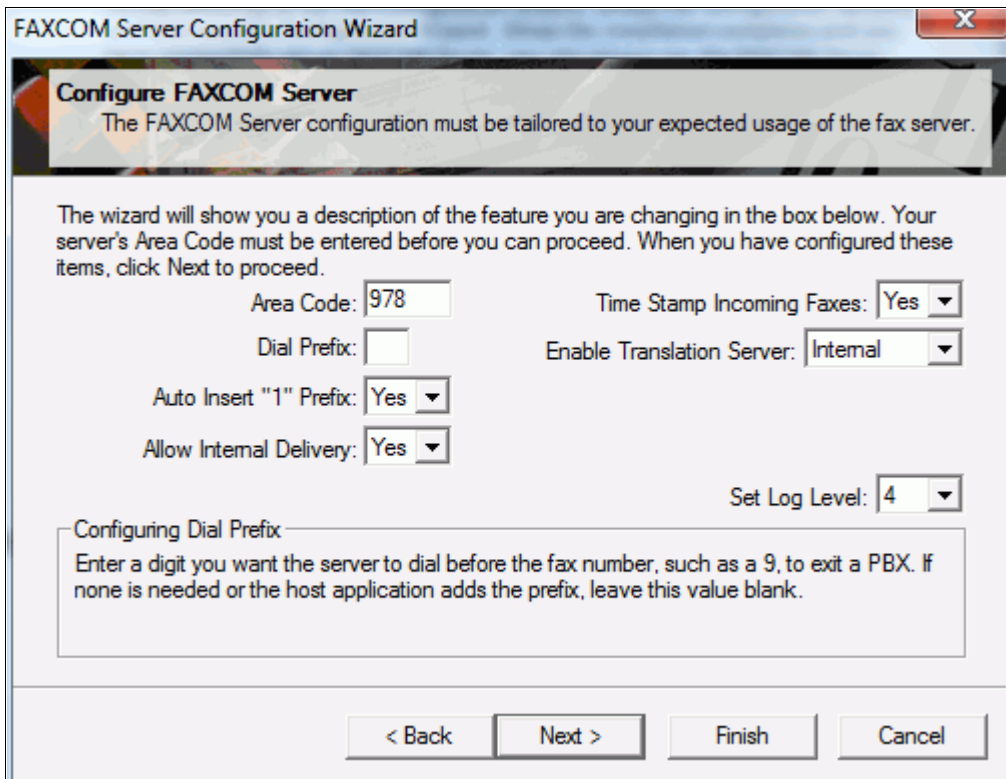 FAXCOM Server Configuration Wizard
X
Configure FAXCOM Server
The FAXCOM Server configuration must be tailored to your expected usage of the fax server.
The wizard will show you a description of the feature you are changing in the box below. Your
server's Area Code must be entered before you can proceed. When you have configured these
items, click Next to proceed.
Area Code: 978
Time Stamp Incoming Faxes: Yes
Dial Prefix:
Enable Translation Server: Internal
Auto Insert "1" Prefix: Yes
Allow Internal Delivery: Yes
Set Log Level: 4
Configuring Dial Prefix
Enter a digit you want the server to dial before the fax number, such as a 9, to exit a PBX. If
none is needed or the host application adds the prefix, leave this value blank.
< Back
Next >
Finish
Cancel